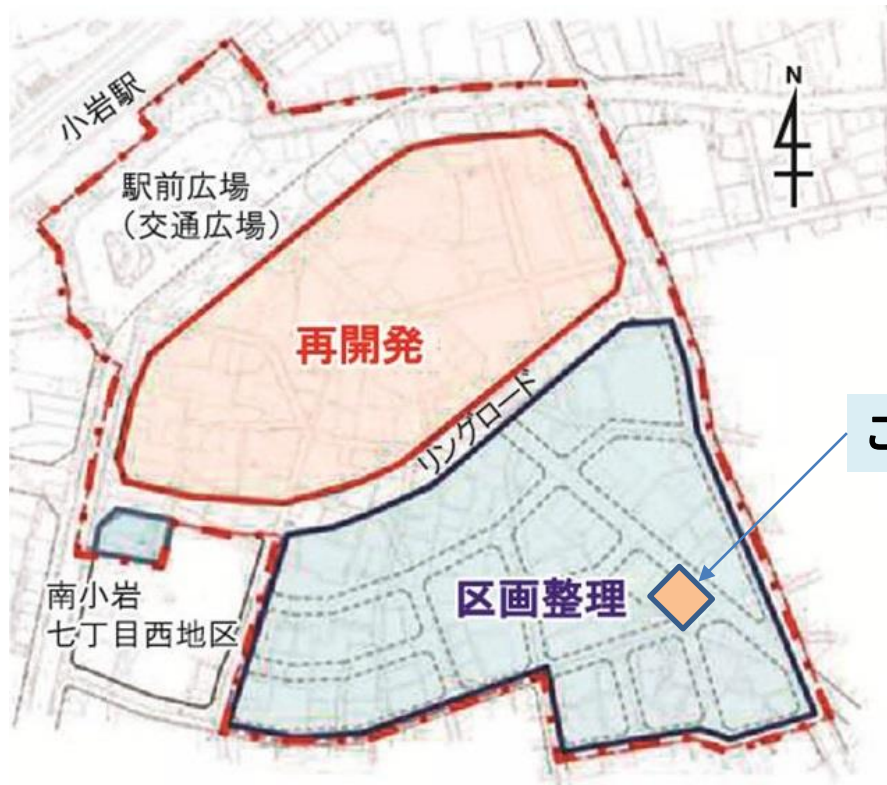 小岩駅
N
駅前広場
（交通広場）
再開発
リングロード
こ
区画整理
南小岩
七丁目西地区